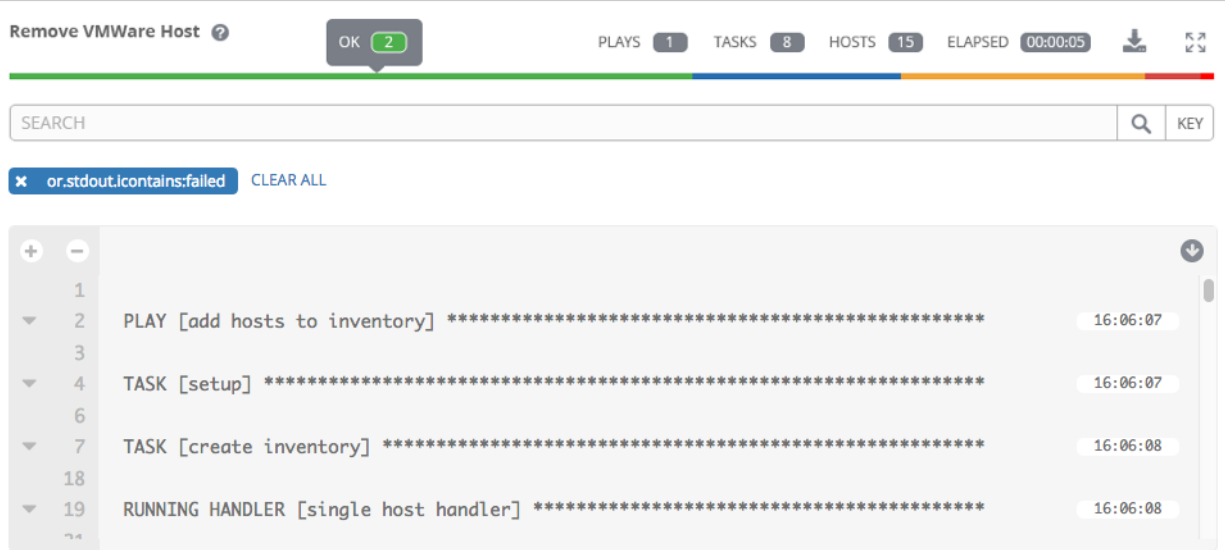 Remove VMWare Host ? OK 2 PLAYS 1 TASKS 8 HOSTS 15 ELAPSED 00:00:05
SEARCH KEY
× or.stdout.icontains:failed CLEAR ALL
+ −
1
2 PLAY [add hosts to inventory] ************************************************** 16:06:07
3
4 TASK [setup] ******************************************************************* 16:06:07
6
7 TASK [create inventory] ******************************************************** 16:06:08
18
19 RUNNING HANDLER [single host handler] ****************************************** 16:06:08